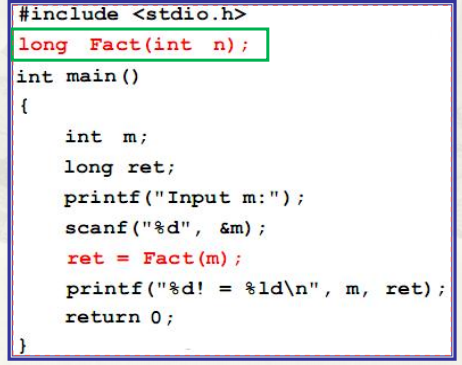 #include <stdio.h>
long  Fact(int n);
int main()
{
    int  m;
    long ret;
    printf("Input m:");
    scanf("%d", &m);
    ret = Fact(m);
    printf("%d! = %ld\n", m, ret);
    return 0;
}